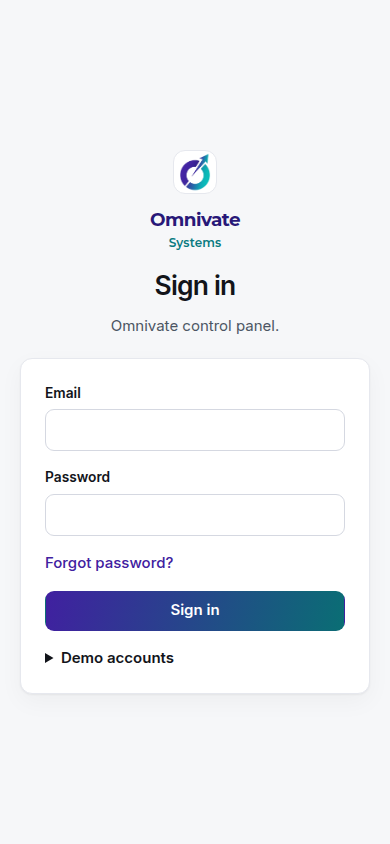 Omnivate
Systems
Sign in
Omnivate control panel.
Email
Password
Forgot password?
Sign in
Demo accounts